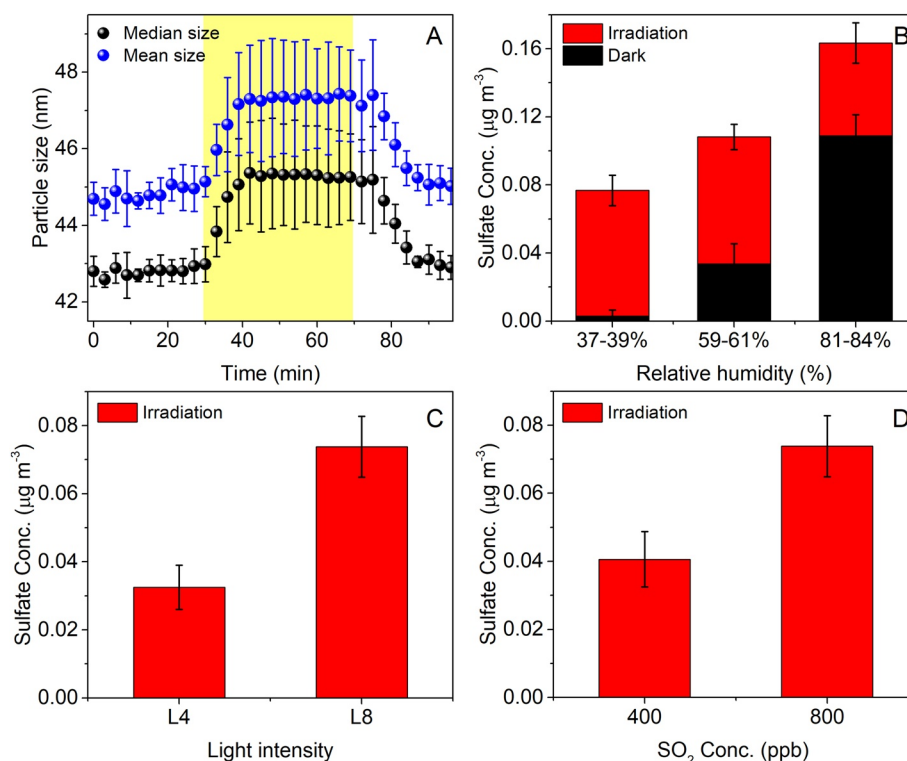 Median size
Mean size
A
48
46
44
42
Particle size (nm)
0
20
40
60
80
Time (min)
Irradiation
Dark
B
0.16
0.12
0.08
0.04
0.00
Sulfate Conc. (µg m⁻³)
37-39%
59-61%
81-84%
Relative humidity (%)
Irradiation
C
0.08
0.06
0.04
0.02
0.00
Sulfate Conc. (µg m⁻³)
L4
L8
Light intensity
Irradiation
D
0.08
0.06
0.04
0.02
0.00
Sulfate Conc. (µg m⁻³)
400
800
SO₂ Conc. (ppb)